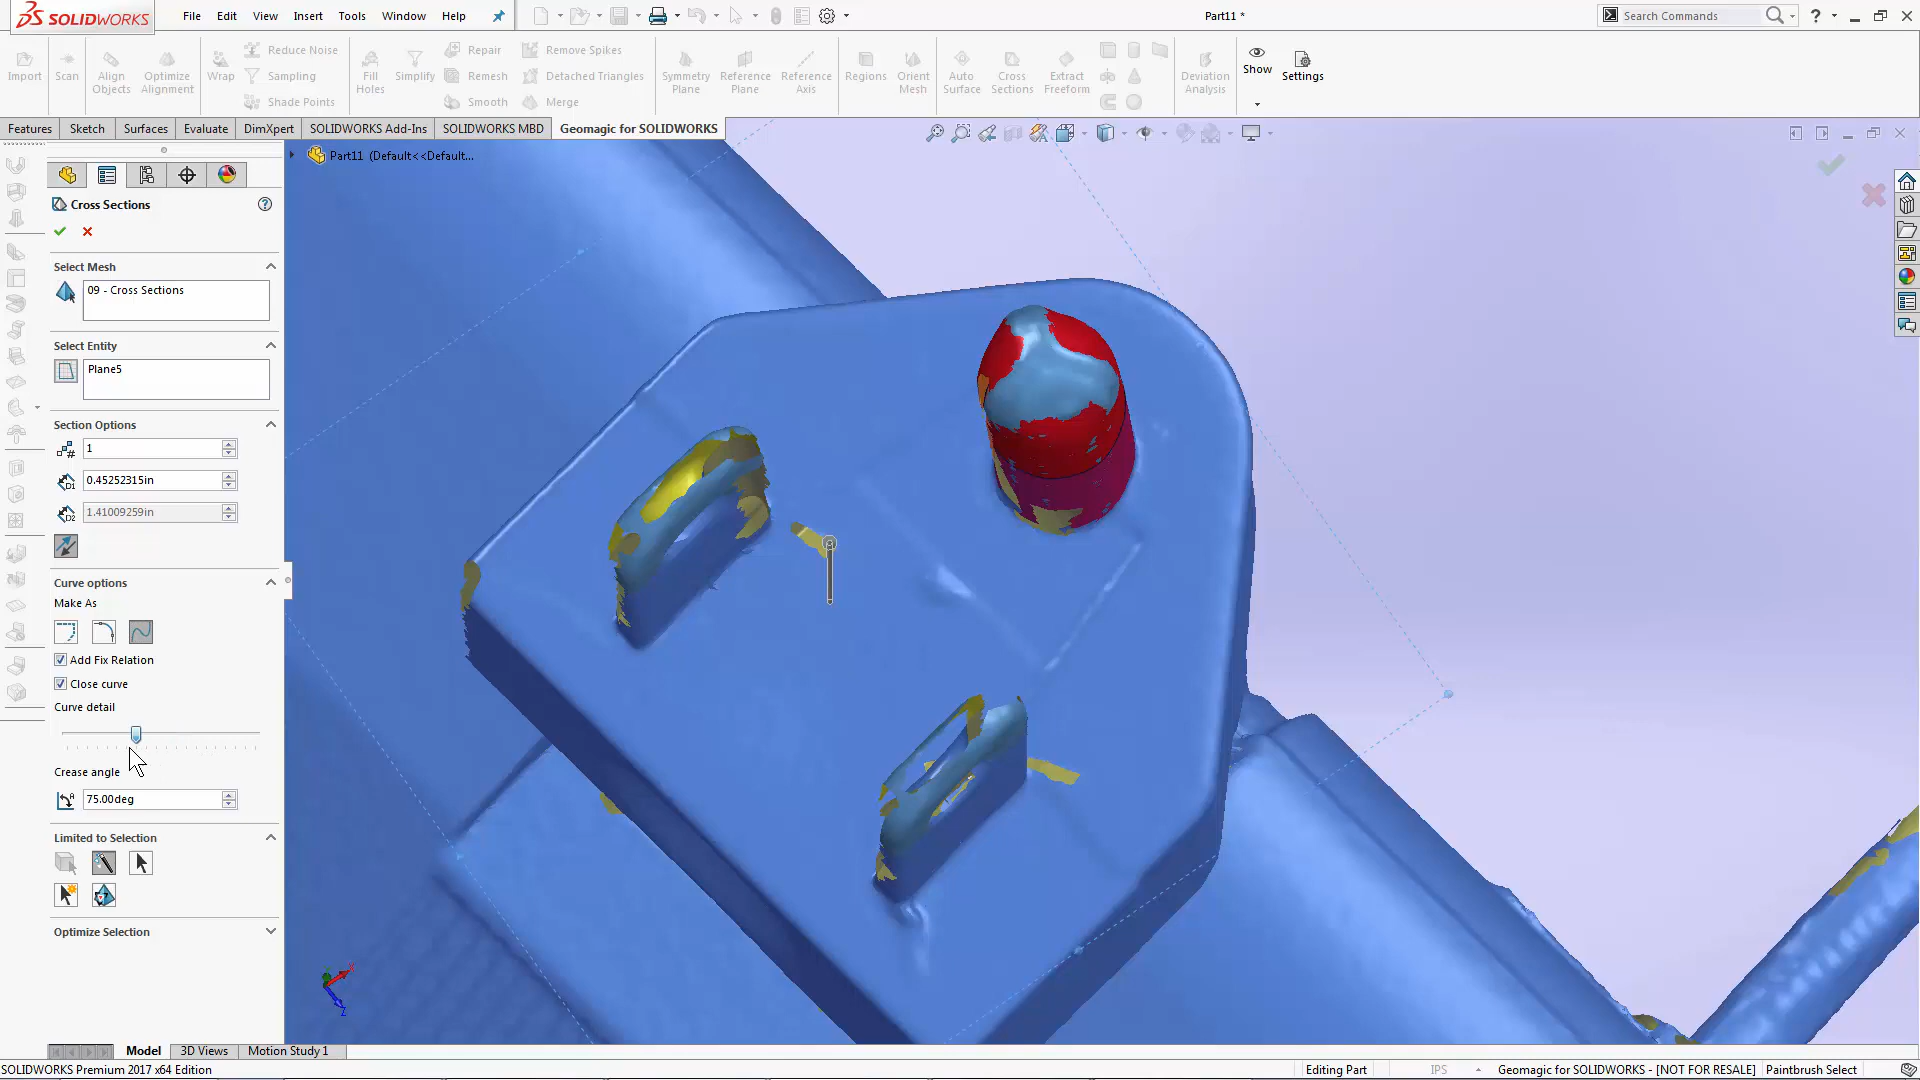 SOLIDWORKS
File Edit View Insert Tools Window Help
Part11 *
Search Commands
Import
Scan
Align Objects
Optimize Alignment
Wrap
Reduce Noise
Sampling
Shade Points
Fill Holes
Simplify
Repair
Remesh
Smooth
Remove Spikes
Detached Triangles
Merge
Symmetry Plane
Reference Plane
Reference Axis
Regions
Orient Mesh
Auto Surface
Cross Sections
Extract Freeform
Deviation Analysis
Show
Settings
Features Sketch Surfaces Evaluate DimXpert SOLIDWORKS Add-Ins SOLIDWORKS MBD Geomagic for SOLIDWORKS
Part11 (Default<<Default...
Cross Sections
Select Mesh
09 - Cross Sections
Select Entity
Plane5
Section Options
#
1
D1
0.45252315in
D2
1.41009259in
Curve options
Make As
Add Fix Relation
Close curve
Curve detail
Crease angle
75.00deg
Limited to Selection
Optimize Selection
X
Z
Model 3D Views Motion Study 1
SOLIDWORKS Premium 2017 x64 Edition
Editing Part
IPS
Geomagic for SOLIDWORKS - [NOT FOR RESALE]
Paintbrush Select